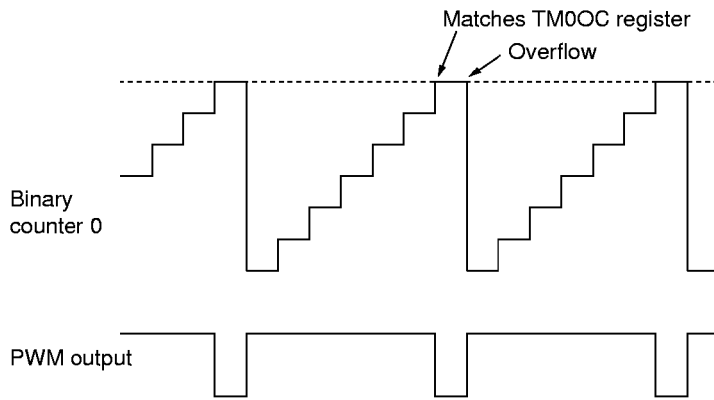 Matches TM0OC register
Overflow
Binary
counter 0
PWM output